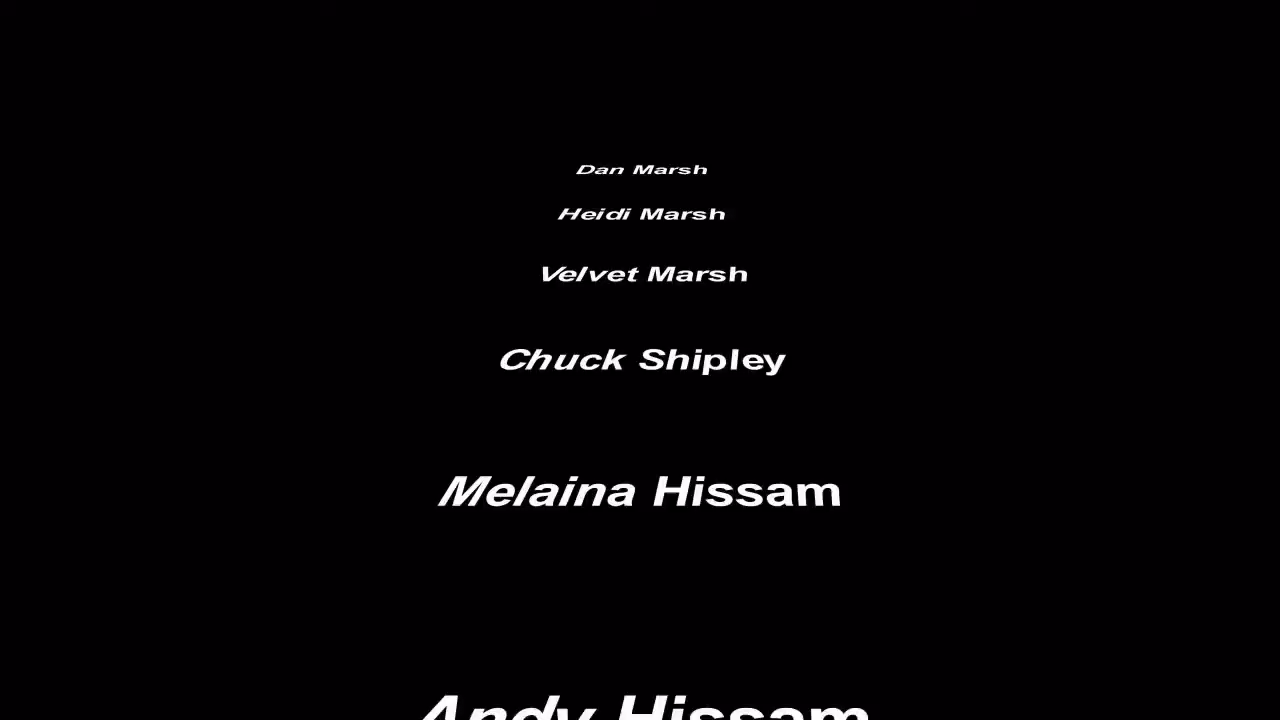 Dan Marsh
Heidi Marsh
Velvet Marsh
Chuck Shipley
Melaina Hissam
Andy Hissam